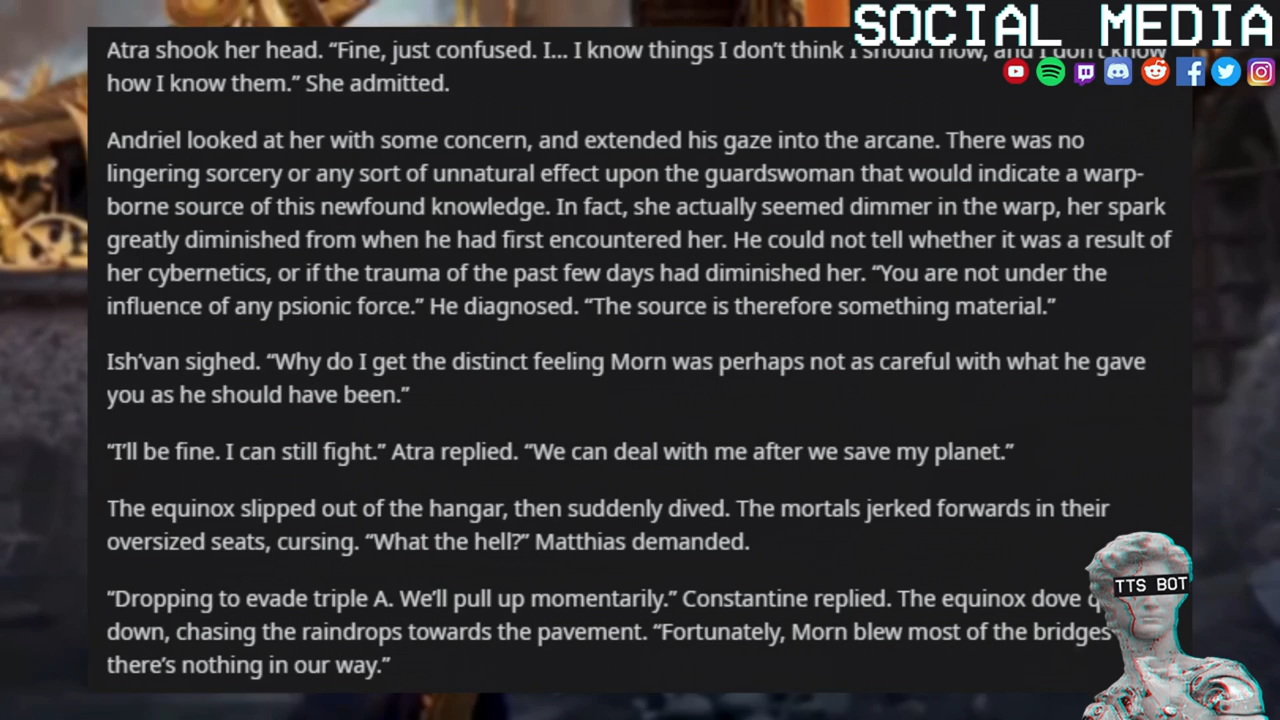 SOCIAL MEDIA
Atra shook her head. “Fine, just confused. I... I know things I don’t think I should now, and I don’t know
how I know them.” She admitted.
Andriel looked at her with some concern, and extended his gaze into the arcane. There was no
lingering sorcery or any sort of unnatural effect upon the guardswoman that would indicate a warp-
borne source of this newfound knowledge. In fact, she actually seemed dimmer in the warp, her spark
greatly diminished from when he had first encountered her. He could not tell whether it was a result of
her cybernetics, or if the trauma of the past few days had diminished her. “You are not under the
influence of any psionic force.” He diagnosed. “The source is therefore something material.”
Ish’van sighed. “Why do I get the distinct feeling Morn was perhaps not as careful with what he gave
you as he should have been.”
“I’ll be fine. I can still fight.” Atra replied. “We can deal with me after we save my planet.”
The equinox slipped out of the hangar, then suddenly dived. The mortals jerked forwards in their
oversized seats, cursing. “What the hell?” Matthias demanded.
“Dropping to evade triple A. We’ll pull up momentarily.” Constantine replied. The equinox dove
down, chasing the raindrops towards the pavement. “Fortunately, Morn blew most of the bridges
there’s nothing in our way.”
TTS BOT